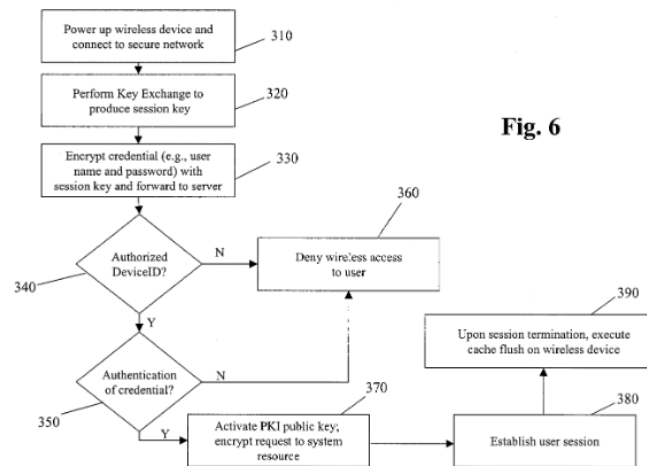 Power up wireless device and
connect to secure network
310
Perform Key Exchange to
produce session key
320
Fig. 6
Encrypt credential (e.g., user
name and password) with
session key and forward to server
330
360
Authorized
DeviceID?
N
Deny wireless access
to user
340
Y
390
Upon session termination, execute
cache flush on wireless device
Authentication
of credential?
N
350
370
380
Y
Activate PKI public key;
encrypt request to system
resource
Establish user session